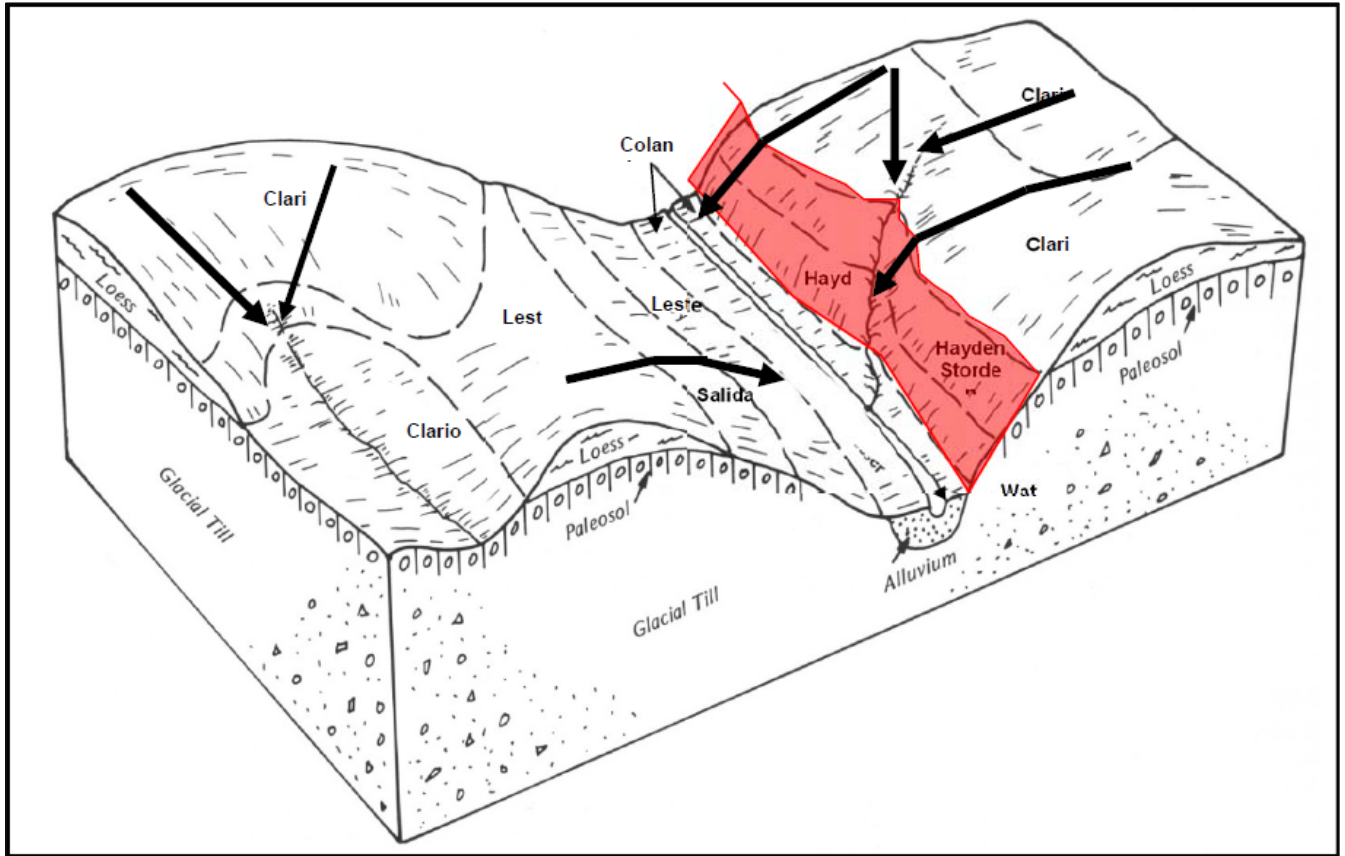 Clari
Colan
Clari
Clari
Loess
Hayd
Leste
Lest
Loess
Hayden
Storde
Paleosol
Salida
Clario
Loess
Wat
Paleosol
Alluvium
Glacial Till
Glacial Till